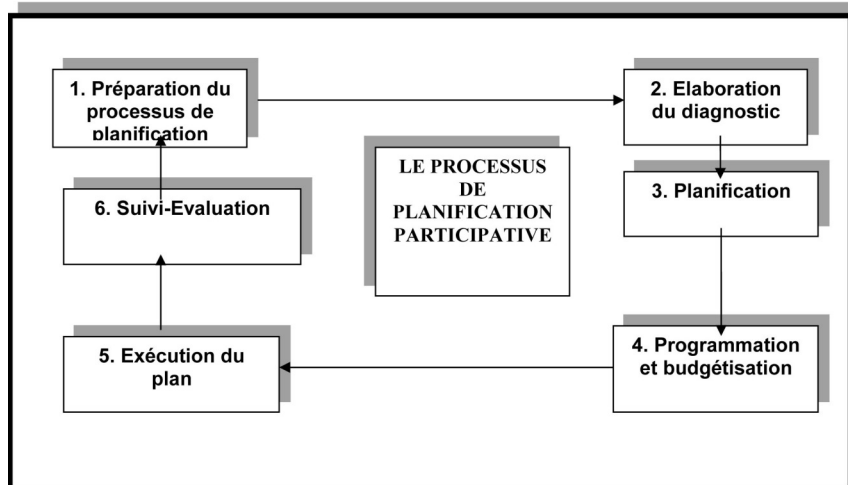 1. Préparation du
processus de
planification
2. Elaboration
du diagnostic
LE PROCESSUS
DE
PLANIFICATION
PARTICIPATIVE
3. Planification
6. Suivi-Evaluation
4. Programmation
et budgétisation
5. Exécution du
plan